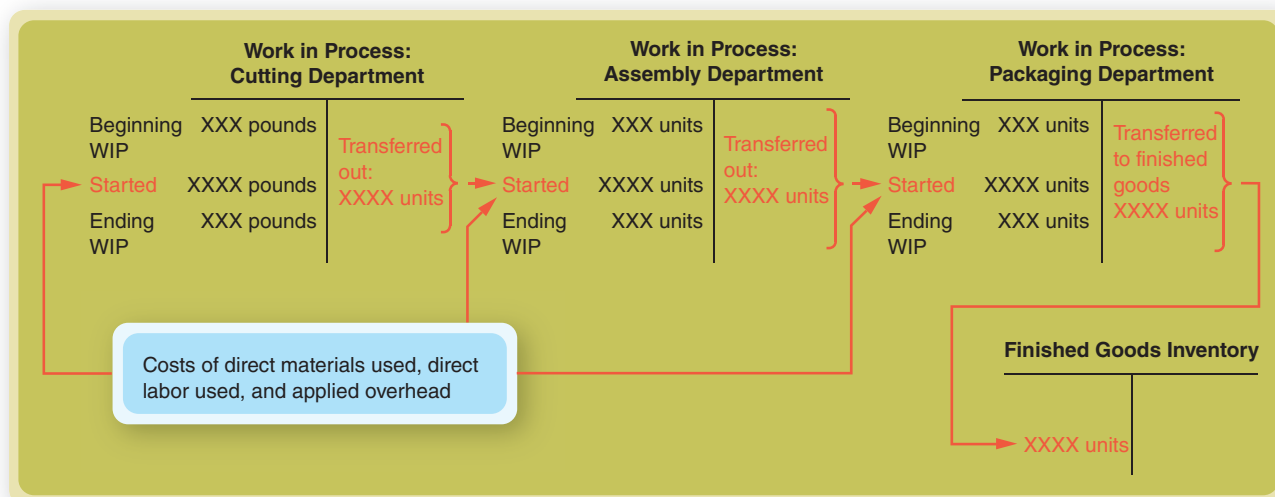 Work in Process:
Cutting Department
Beginning XXX pounds
WIP
Started XXXX pounds
Ending XXX pounds
WIP
Transferred
out:
XXXX units
Work in Process:
Assembly Department
Beginning XXX units
WIP
Started XXXX units
Ending XXX units
WIP
Transferred
out:
XXXX units
Work in Process:
Packaging Department
Beginning XXX units
WIP
Started XXXX units
Ending XXX units
WIP
Transferred
to finished
goods
XXXX units
Costs of direct materials used, direct
labor used, and applied overhead
Finished Goods Inventory
XXXX units